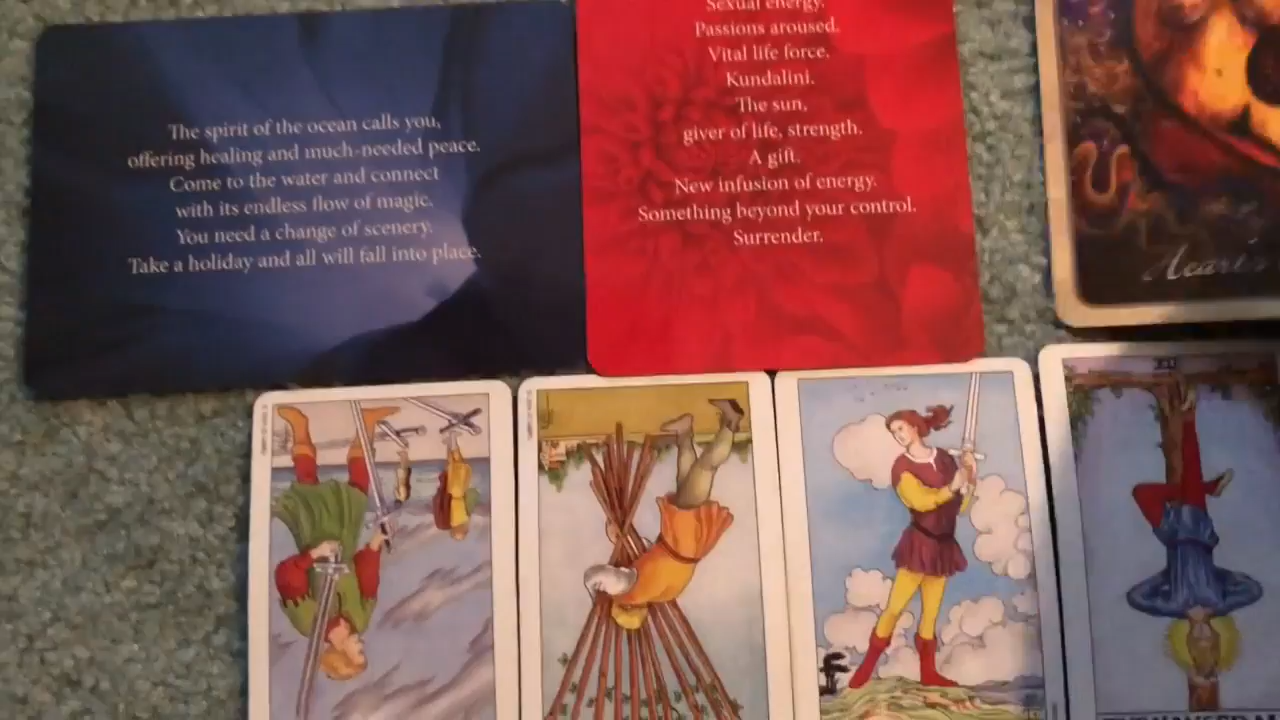 The spirit of the ocean calls you,
offering healing and much-needed peace.
Come to the water and connect
with its endless flow of magic.
You need a change of scenery.
Take a holiday and all will fall into place.
Sexual energy.
Passions aroused.
Vital life force.
Kundalini.
The sun,
giver of life, strength.
A gift.
New infusion of energy.
Something beyond your control.
Surrender.
Hearts
XII